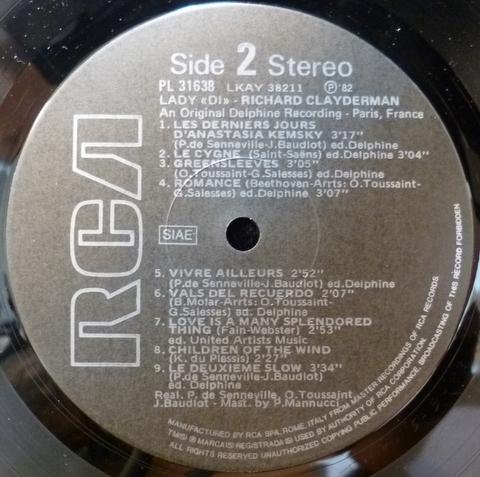 Side 2 Stereo
PL 31638 LKAY 38211 Ⓟ'82
LADY «DI» - RICHARD CLAYDERMAN
An Original Delphine Recording - Paris, France
1. LES DERNIERS JOURS
D'ANASTASIA KEMSKY 3'17"
(P.de Senneville-J.Baudlot) ed.Delphine
2. LE CYGNE (Saint-Saëns) ed.Delphine 3'04"
3. GREENSLEEVES 3'05"
(O.Toussaint-G.Salesses) ed.Delphine
4. ROMANCE (Beethoven-Arrts: O.Toussaint-
G.Salesses) ed.Delphine 3'07"
RCA
SIAE
5. VIVRE AILLEURS 2'52"
(P.de Senneville-J.Baudlot) ed.Delphine
6. VALS DEL RECUERDO 2'07"
(B.Molar-Arrts: O.Toussaint-
G.Salesses) ed. Delphine
7. LOVE IS A MANY SPLENDORED
THING (Fain-Webster) 2'53"
ed. United Artists Music
8. CHILDREN OF THE WIND
(K. du Plessis) 2'27"
9. LE DEUXIEME SLOW 3'34"
(P.de Senneville-J.Baudlot)
ed. Delphine
Real. P. de Senneville, O.Toussaint,
J.Baudlot - Mast. by P.Mannucci
MANUFACTURED BY RCA SPA, ROME, ITALY FROM MASTER RECORDINGS OF RCA RECORDS
TM(S) ® MARCA(S) REGISTRADA(S) USED BY AUTHORITY OF RCA CORPORATION
ALL RIGHT RESERVED UNAUTHORIZED COPYING PUBLIC PERFORMANCE, BROADCASTING OF THIS RECORD FORBIDDEN